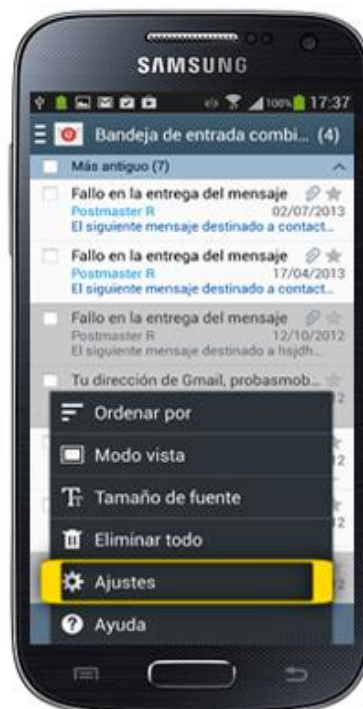 SAMSUNG
100% 17:37
Bandeja de entrada combi... (4)
Más antiguo (7)
Fallo en la entrega del mensaje
Postmaster R 02/07/2013
El siguiente mensaje destinado a contact...
Fallo en la entrega del mensaje
Postmaster R 17/04/2013
El siguiente mensaje destinado a contact...
Fallo en la entrega del mensaje
Postmaster R 12/10/2012
El siguiente mensaje destinado a hsjdh...
Tu dirección de Gmail, probasmob...
Ordenar por
Modo vista
Tamaño de fuente
Eliminar todo
Ajustes
Ayuda